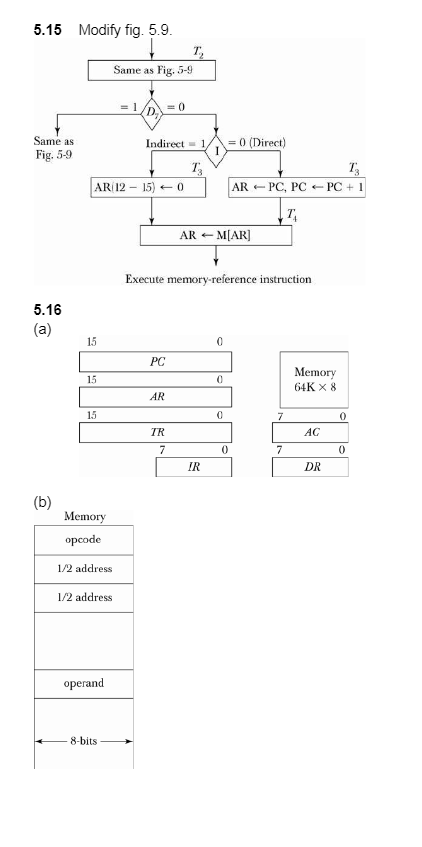 5.15 Modify fig. 5.9.
T₂
Same as Fig. 5-9
= 1 D₇ = 0
Same as
Fig. 5-9
Indirect = 1 I = 0 (Direct)
T₃ T₃
AR(12 – 15) ← 0 AR ← PC, PC ← PC + 1
T₄
AR ← M[AR]
Execute memory-reference instruction
5.16
(a)
15 0
PC
15 0
AR
15 0
TR
7 0
IR
Memory
64K × 8
7 0
AC
7 0
DR
(b)
Memory
opcode
1/2 address
1/2 address
operand
8-bits